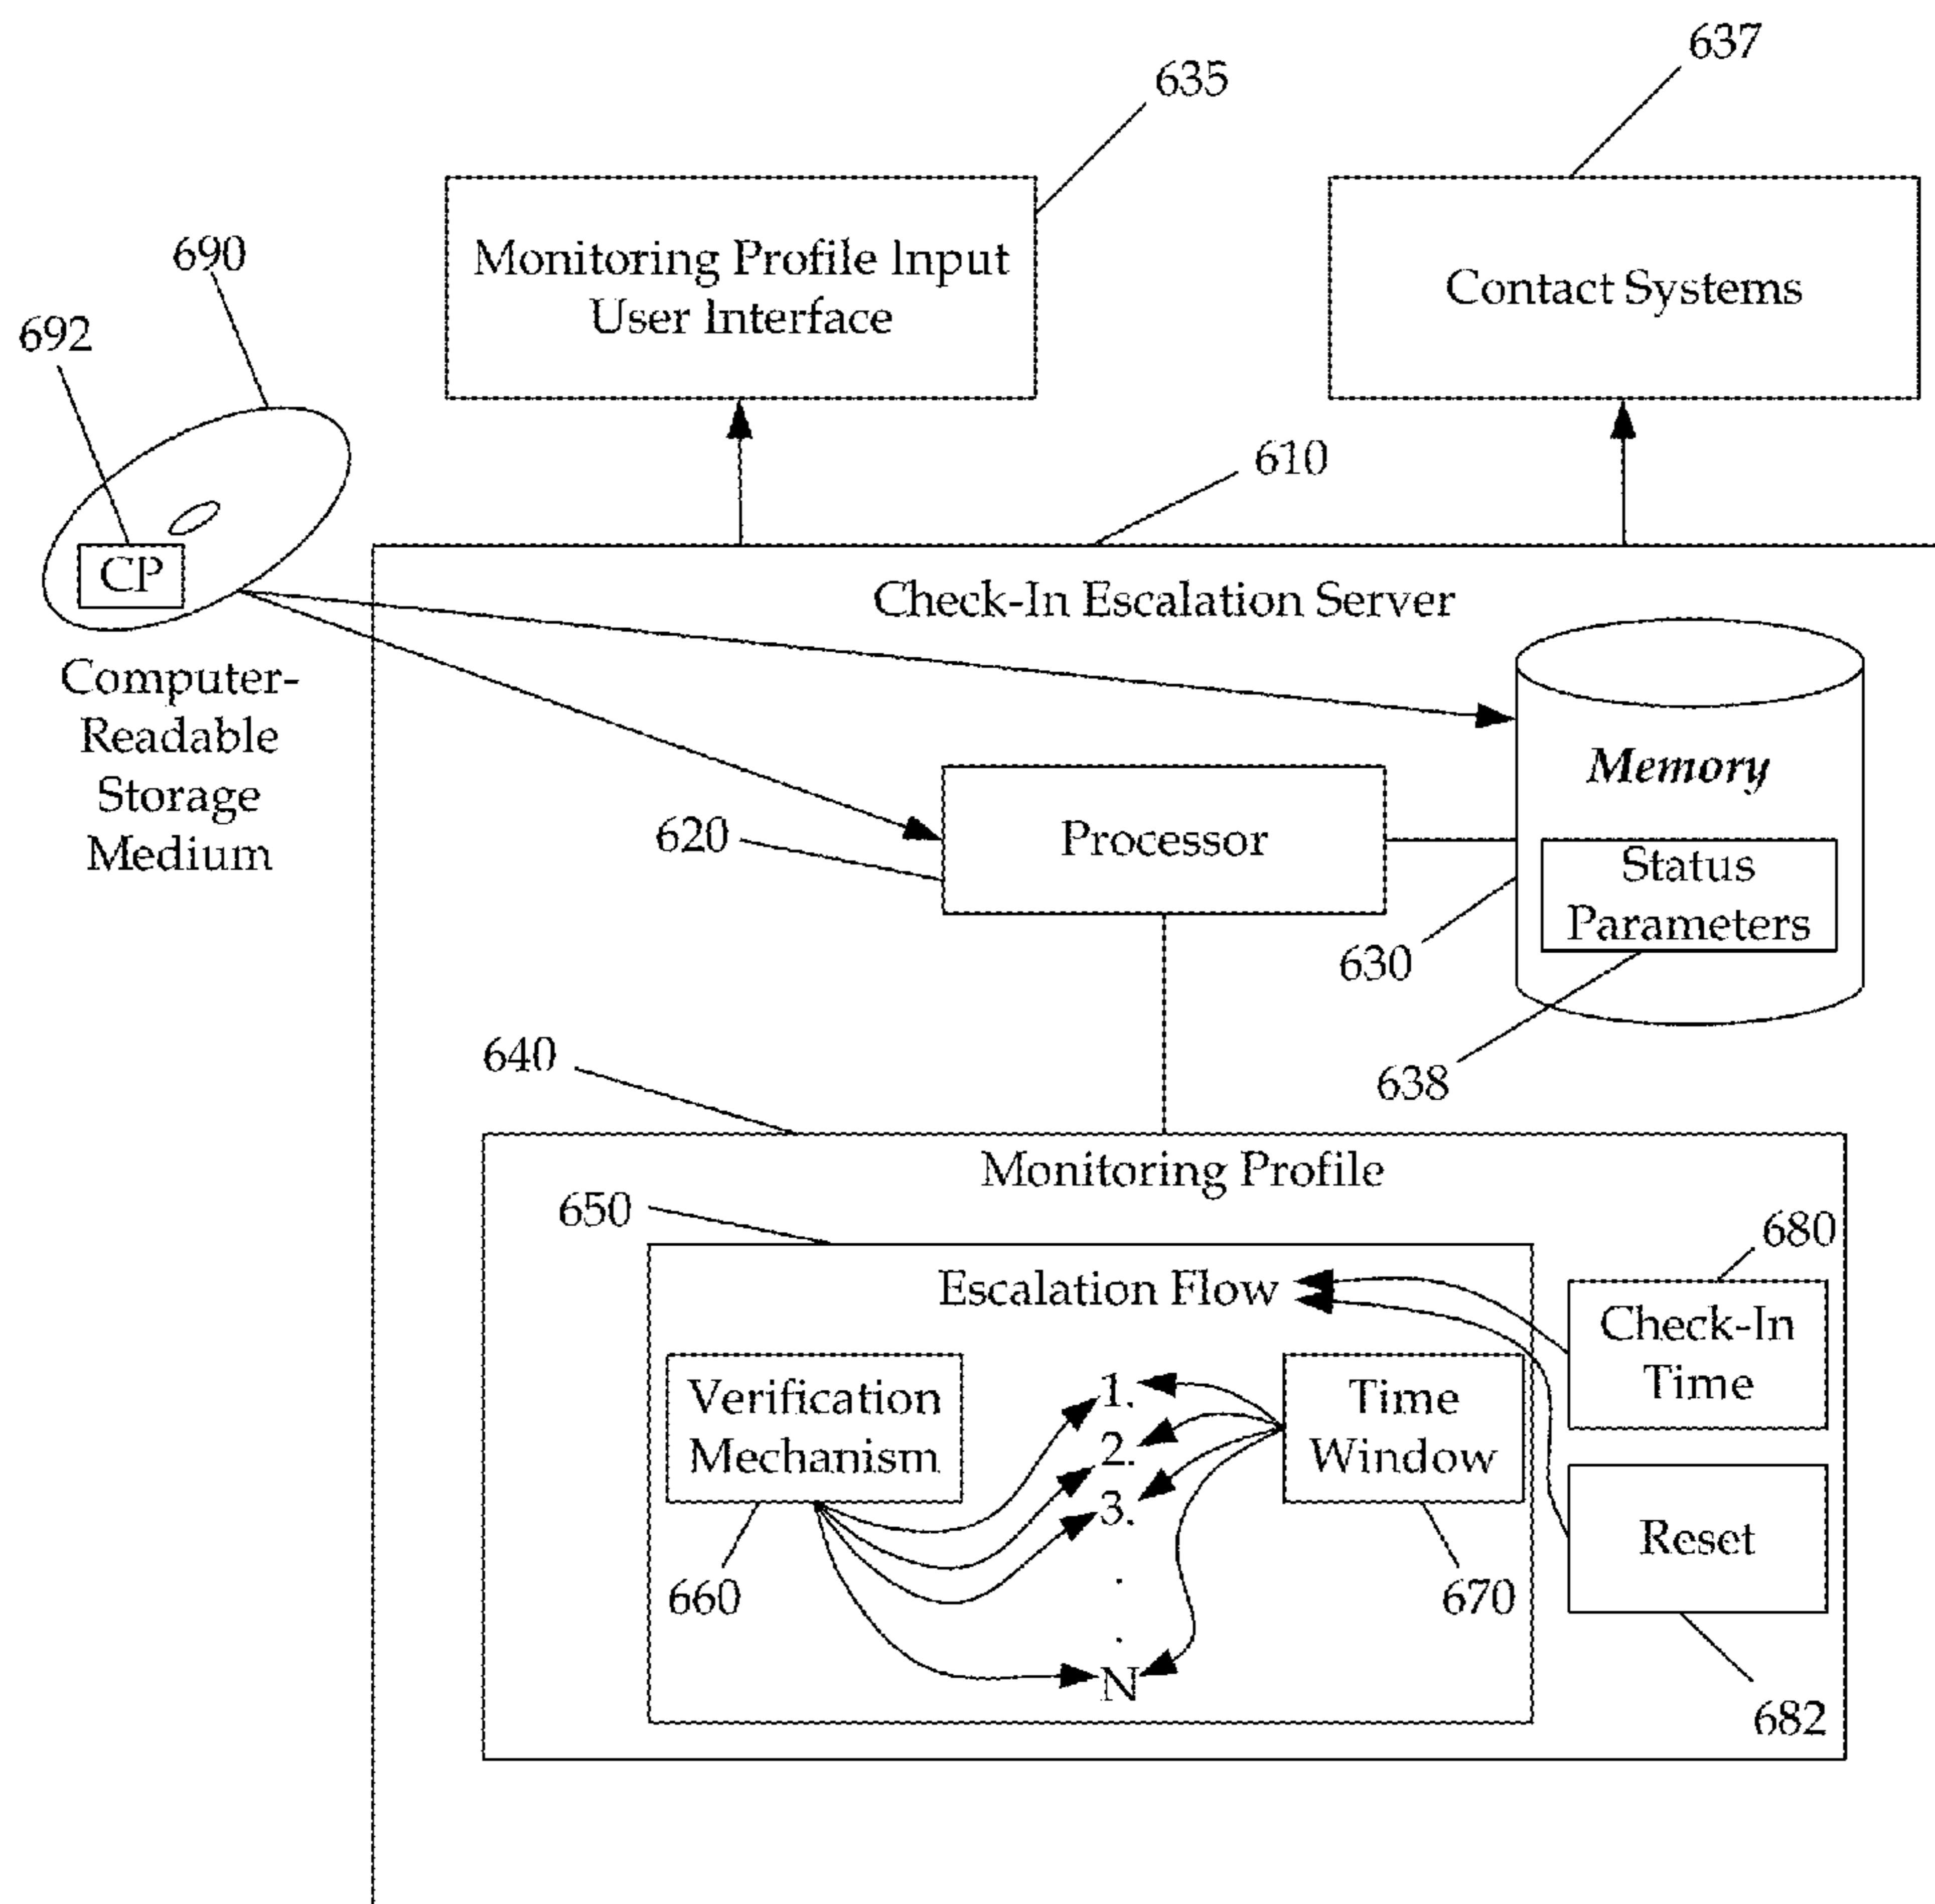 637
635
690
Monitoring Profile Input
User Interface
Contact Systems
692
610
CP
Check-In Escalation Server
Computer-
Readable
Storage
Medium
Memory
620
Processor
Status
Parameters
630
640
638
Monitoring Profile
650
680
Escalation Flow
Check-In
Time
Verification
Mechanism
1.
2.
3.
.
.
N
Time
Window
Reset
660
670
682